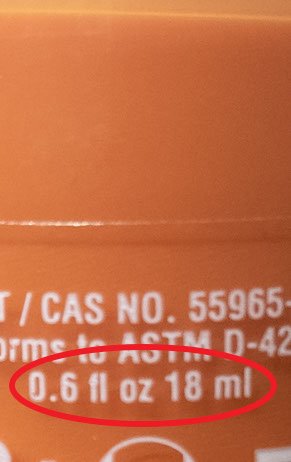 T / CAS NO. 55965-
orms to ASTM D-42
0.6 fl oz 18 ml